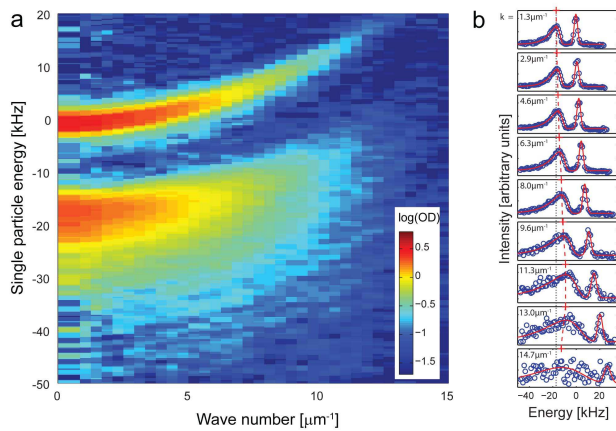 a
Single particle energy [kHz]
20
10
0
-10
-20
-30
-40
-50
0
5
10
15
Wave number [µm⁻¹]
log(OD)
0.5
0
-0.5
-1.0
-1.5
b
k =
1.3µm⁻¹
2.9µm⁻¹
4.6µm⁻¹
6.3µm⁻¹
8.0µm⁻¹
9.6µm⁻¹
11.3µm⁻¹
13.0µm⁻¹
14.7µm⁻¹
Intensity [arbitrary units]
-40
-20
0
20
Energy [kHz]